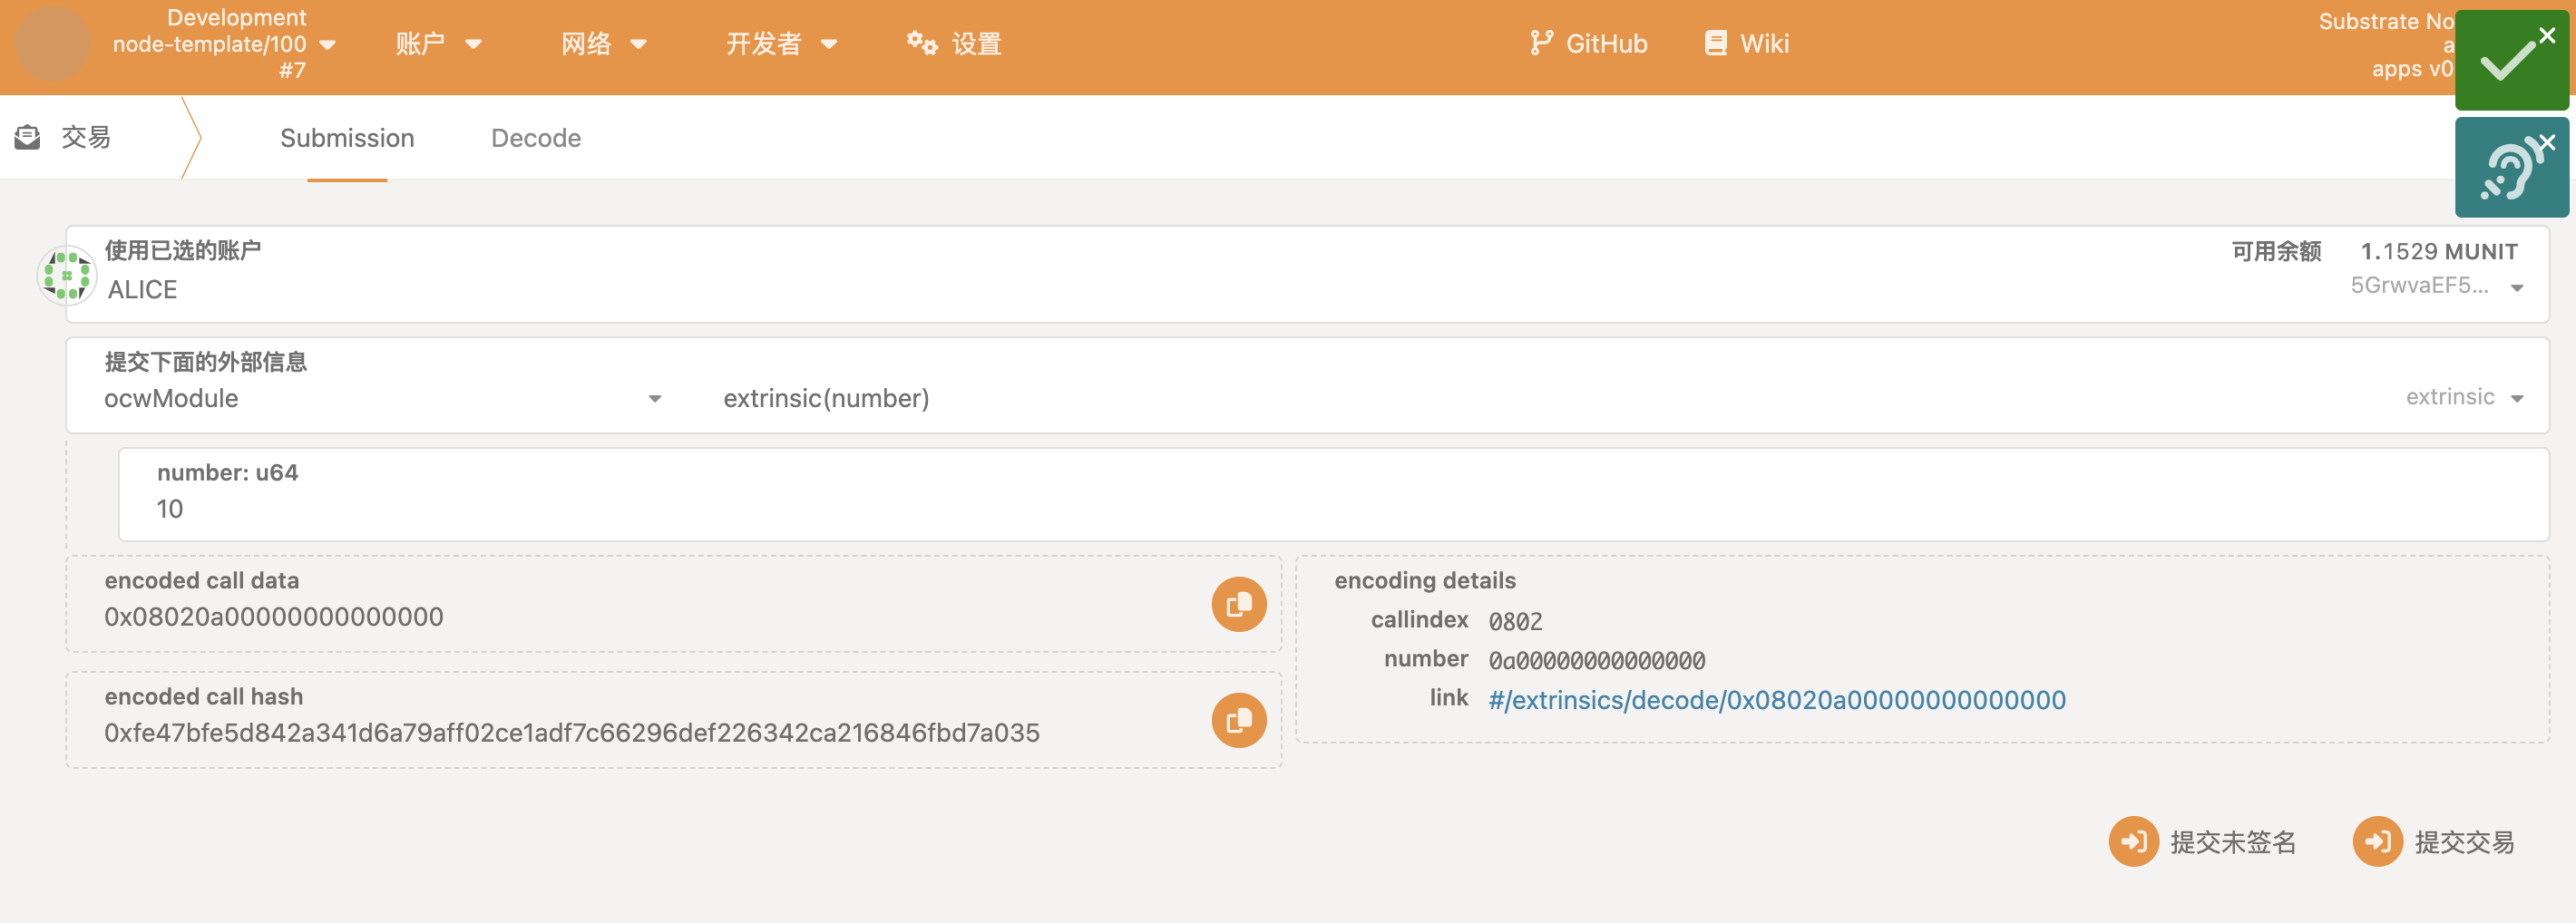 Development
node-template/100
#7
账户
网络
开发者
设置
GitHub
Wiki
Substrate No
a
apps v0
交易
Submission
Decode
使用已选的账户
ALICE
可用余额 1.1529 MUNIT
5GrwvaEF5...
提交下面的外部信息
ocwModule
extrinsic(number)
extrinsic
number: u64
10
encoded call data
0x08020a00000000000000
encoded call hash
0xfe47bfe5d842a341d6a79aff02ce1adf7c66296def226342ca216846fbd7a035
encoding details
callindex 0802
number 0a00000000000000
link #/extrinsics/decode/0x08020a00000000000000
提交未签名
提交交易